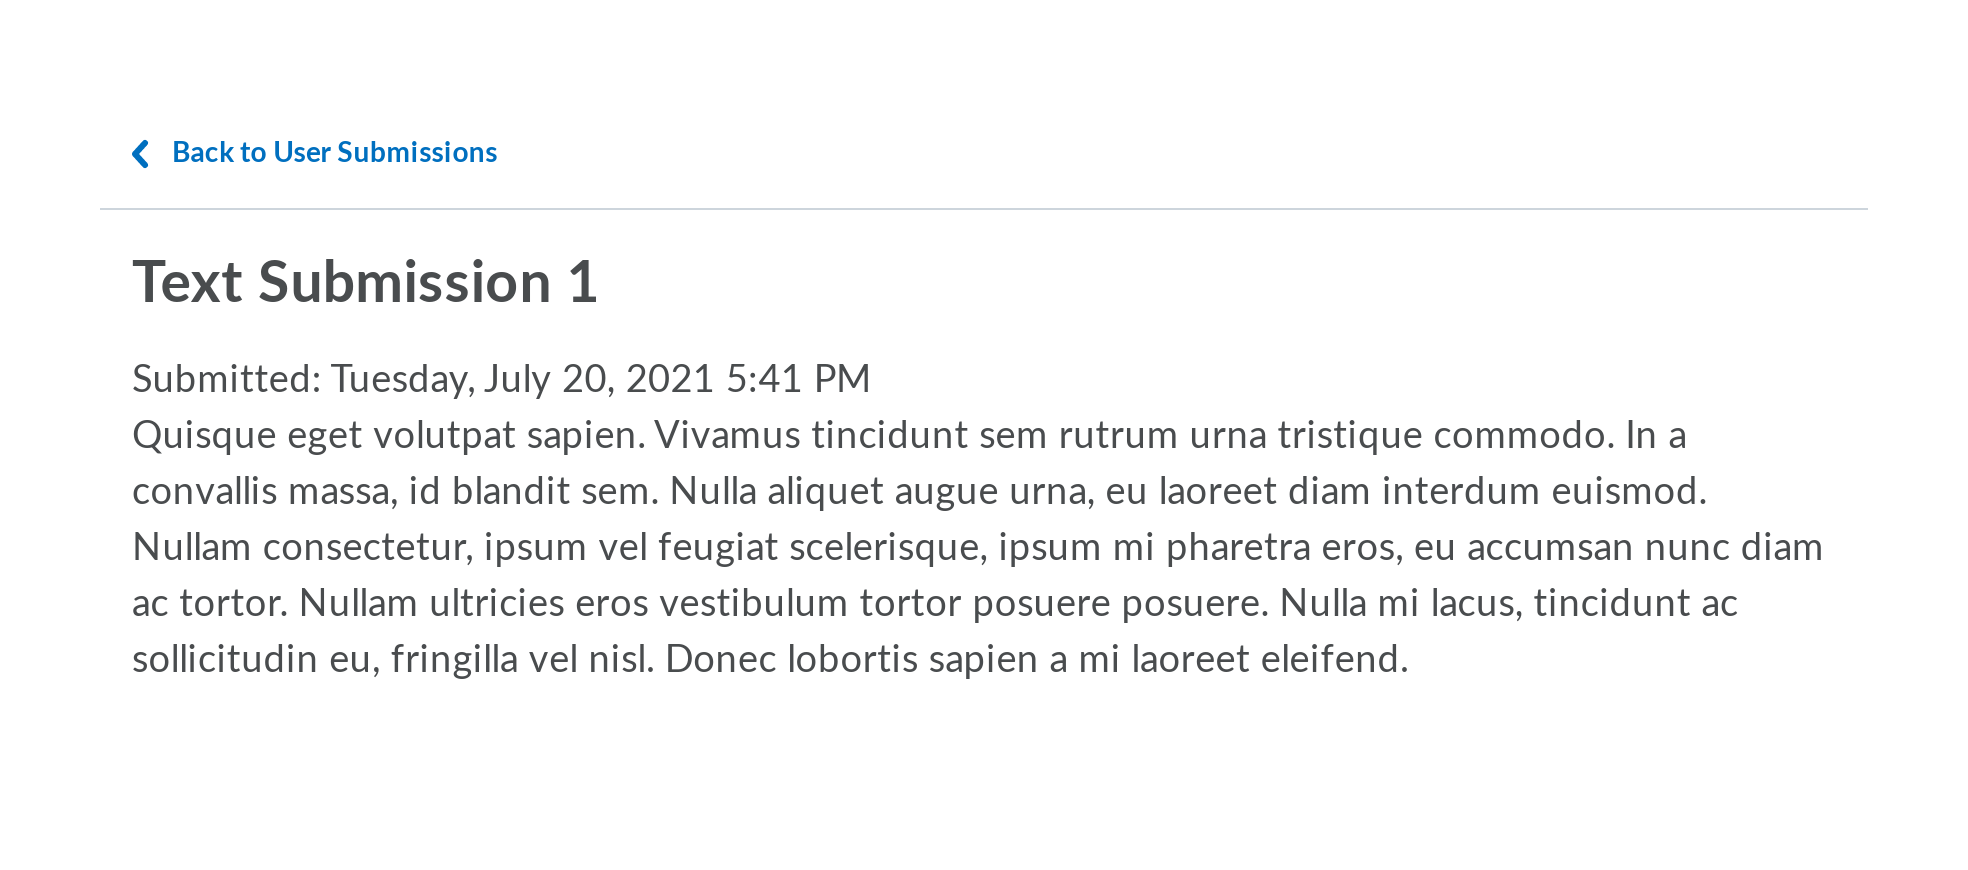 Back to User Submissions
Text Submission 1
Submitted: Tuesday, July 20, 2021 5:41 PM
Quisque eget volutpat sapien. Vivamus tincidunt sem rutrum urna tristique commodo. In a
convallis massa, id blandit sem. Nulla aliquet augue urna, eu laoreet diam interdum euismod.
Nullam consectetur, ipsum vel feugiat scelerisque, ipsum mi pharetra eros, eu accumsan nunc diam
ac tortor. Nullam ultricies eros vestibulum tortor posuere posuere. Nulla mi lacus, tincidunt ac
sollicitudin eu, fringilla vel nisl. Donec lobortis sapien a mi laoreet eleifend.